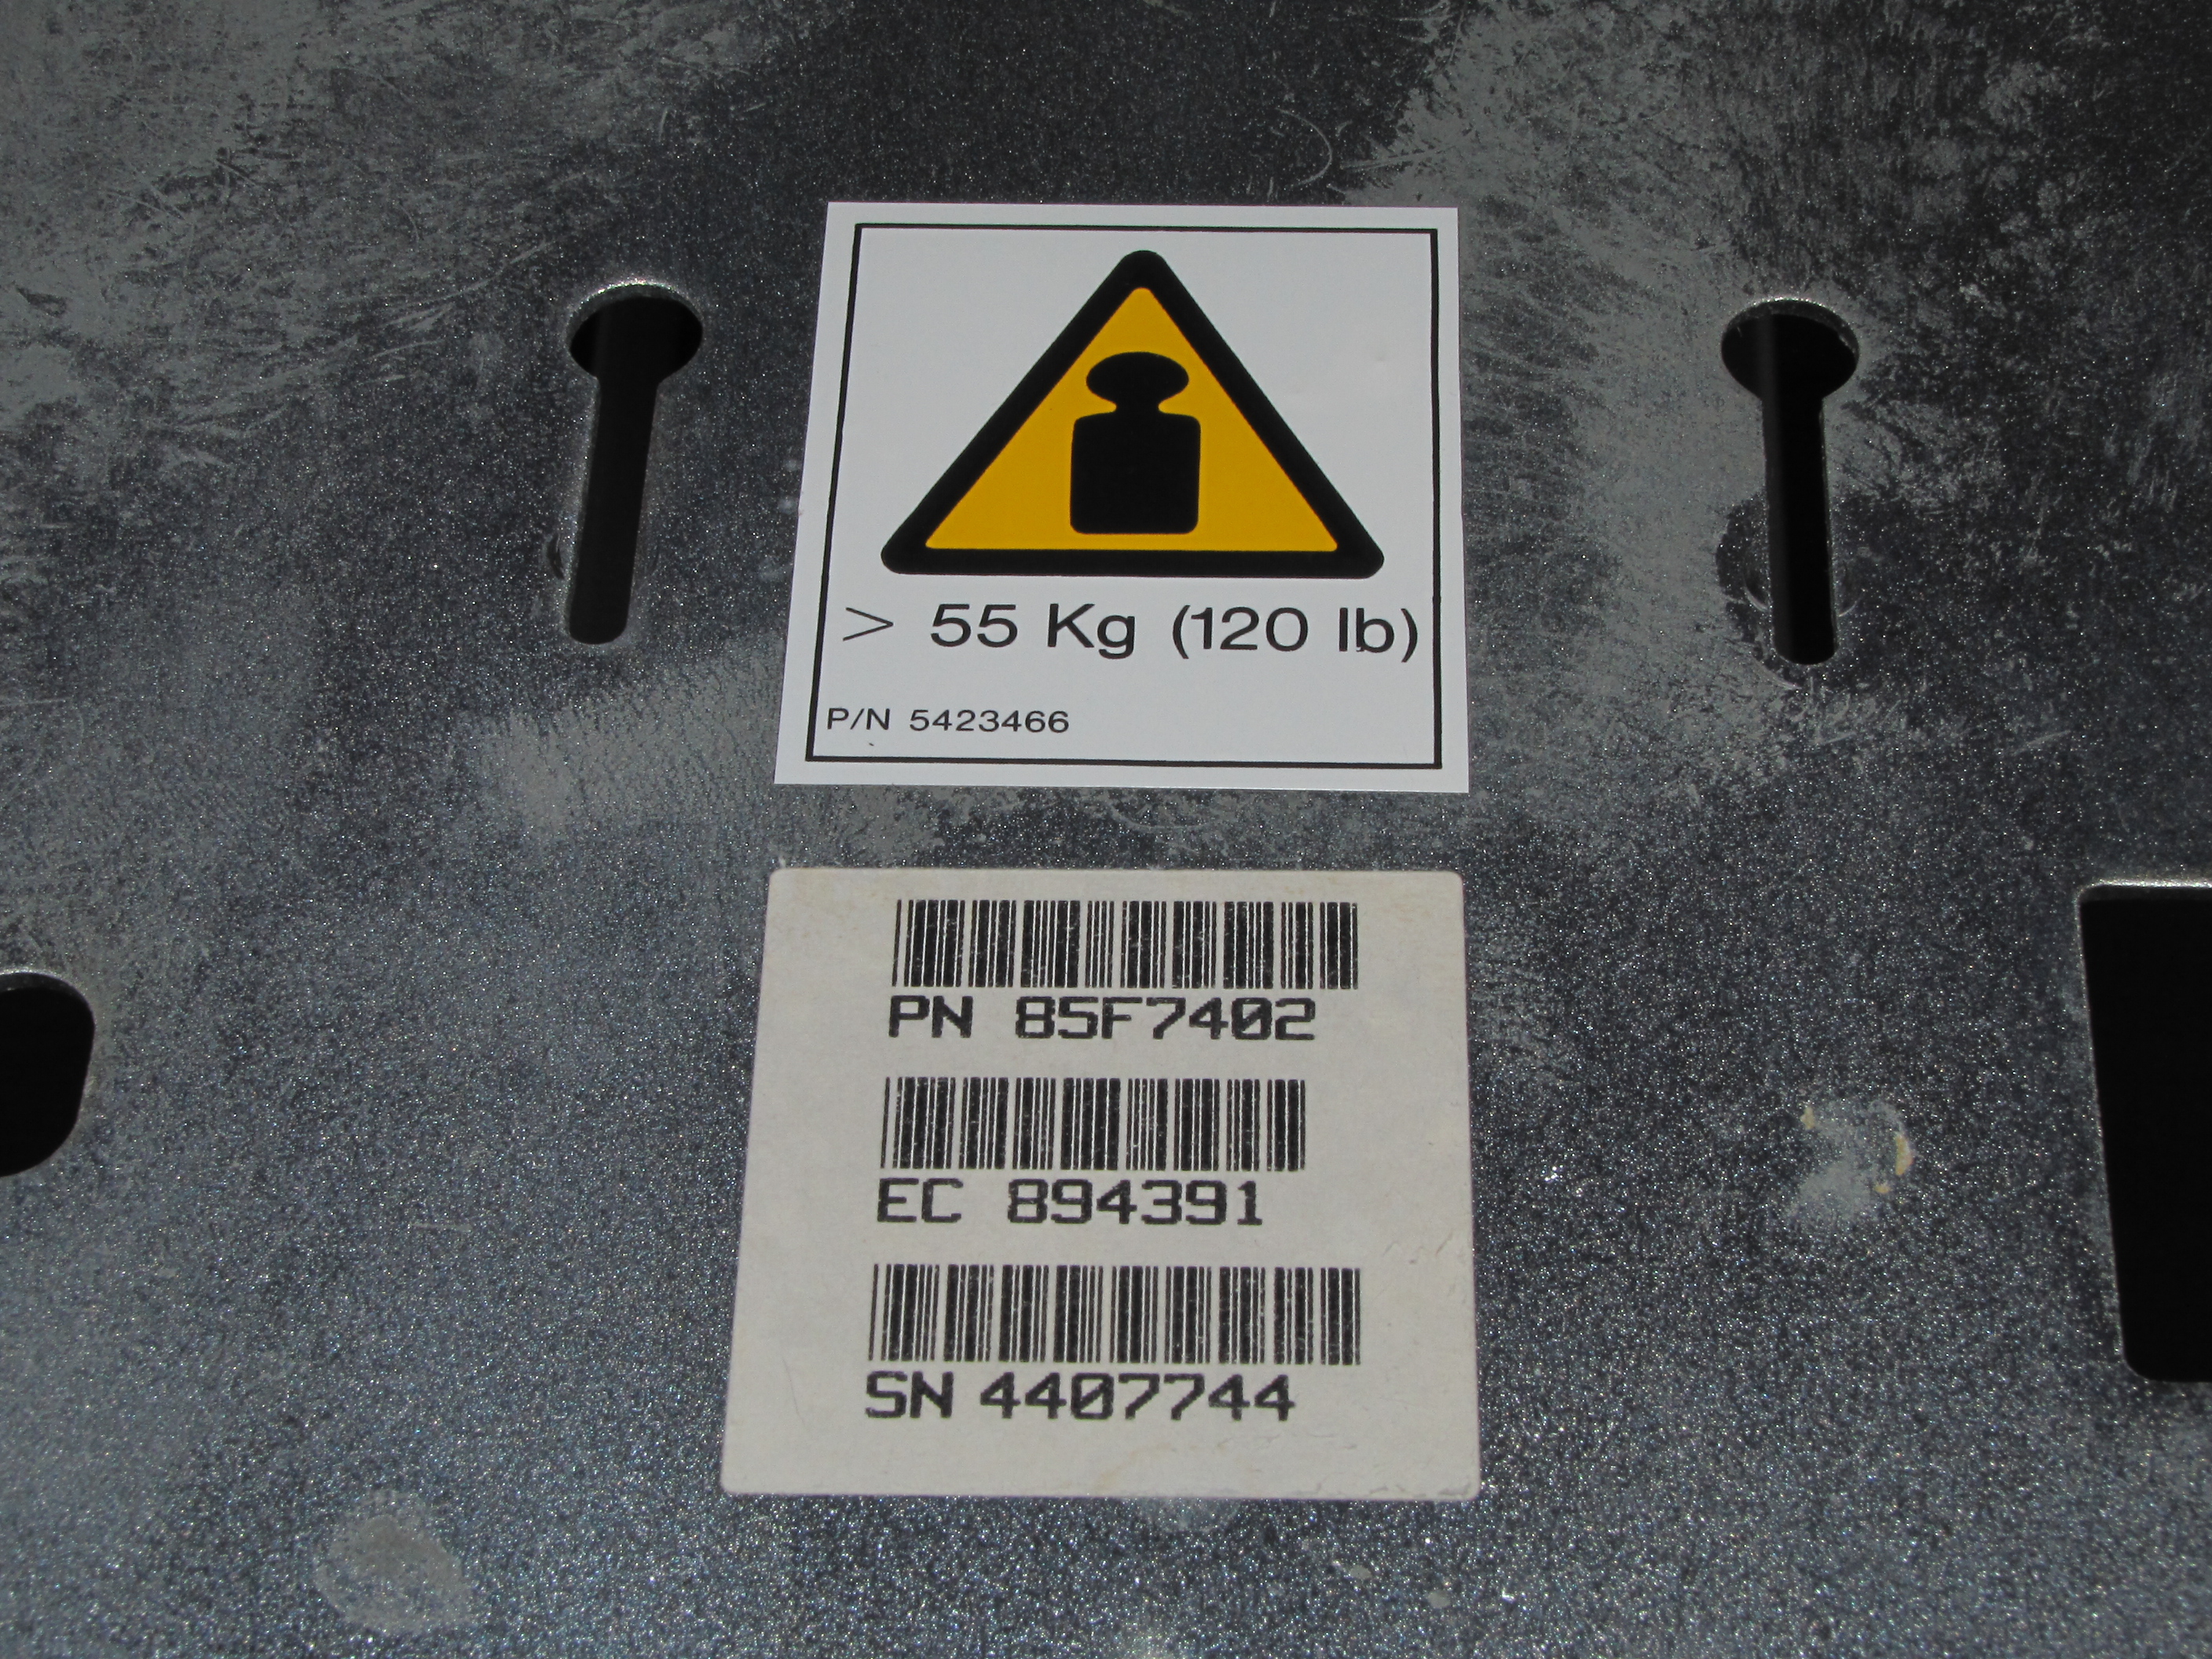 > 55 Kg (120 lb)
P/N 5423466
PN 85F7402
EC 894391
SN 4407744